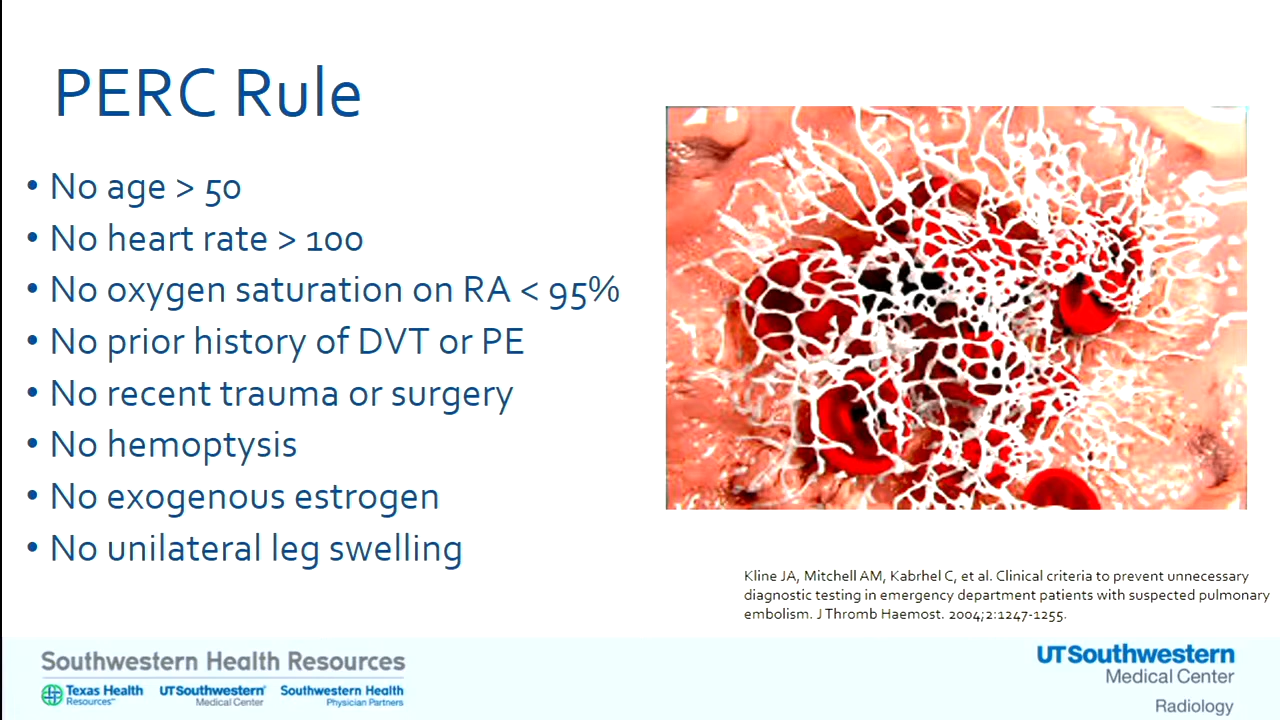 PERC Rule
• No age > 50
• No heart rate > 100
• No oxygen saturation on RA < 95%
• No prior history of DVT or PE
• No recent trauma or surgery
• No hemoptysis
• No exogenous estrogen
• No unilateral leg swelling
Kline JA, Mitchell AM, Kabrhel C, et al. Clinical criteria to prevent unnecessary
diagnostic testing in emergency department patients with suspected pulmonary
embolism. J Thromb Haemost. 2004;2:1247-1255.
Southwestern Health Resources
Texas Health
Resources
UTSouthwestern
Medical Center
Southwestern Health
Physician Partners
UTSouthwestern
Medical Center
Radiology